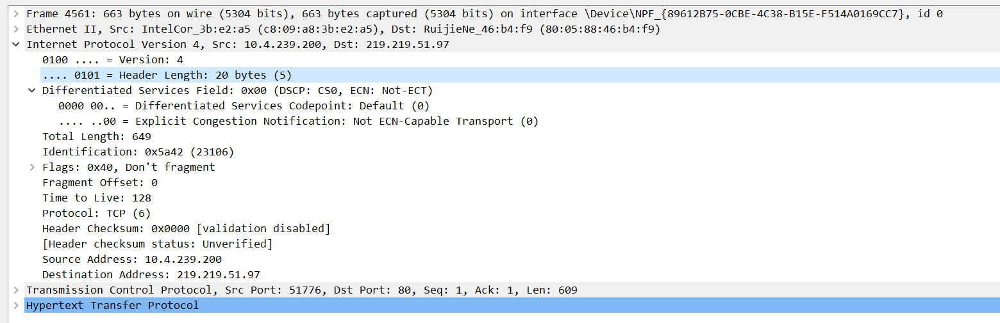 Frame 4561: 663 bytes on wire (5304 bits), 663 bytes captured (5304 bits) on interface \Device\NPF_{89612B75-0CBE-4C38-B15E-F514A0169CC7}, id 0
Ethernet II, Src: IntelCor_3b:e2:a5 (c8:09:a8:3b:e2:a5), Dst: RuijieNe_46:b4:f9 (80:05:88:46:b4:f9)
Internet Protocol Version 4, Src: 10.4.239.200, Dst: 219.219.51.97
0100 .... = Version: 4
.... 0101 = Header Length: 20 bytes (5)
Differentiated Services Field: 0x00 (DSCP: CS0, ECN: Not-ECT)
0000 00.. = Differentiated Services Codepoint: Default (0)
.... ..00 = Explicit Congestion Notification: Not ECN-Capable Transport (0)
Total Length: 649
Identification: 0x5a42 (23106)
Flags: 0x40, Don't fragment
Fragment Offset: 0
Time to Live: 128
Protocol: TCP (6)
Header Checksum: 0x0000 [validation disabled]
[Header checksum status: Unverified]
Source Address: 10.4.239.200
Destination Address: 219.219.51.97
Transmission Control Protocol, Src Port: 51776, Dst Port: 80, Seq: 1, Ack: 1, Len: 609
Hypertext Transfer Protocol